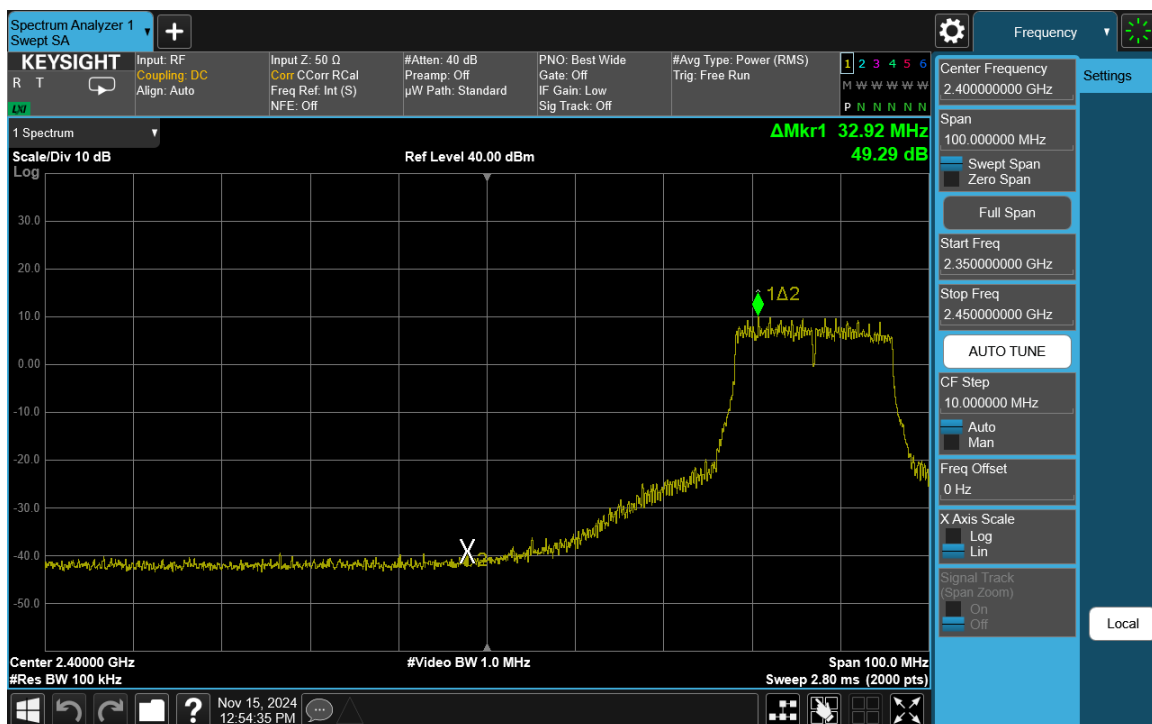 Spectrum Analyzer 1
Swept SA
Frequency
KEYSIGHT
R T
LXI
Input: RF
Coupling: DC
Align: Auto
Input Z: 50 Ω
Corr CCorr RCal
Freq Ref: Int (S)
NFE: Off
#Atten: 40 dB
Preamp: Off
µW Path: Standard
PNO: Best Wide
Gate: Off
IF Gain: Low
Sig Track: Off
#Avg Type: Power (RMS)
Trig: Free Run
1 2 3 4 5 6
M W W W W W
P N N N N N
1 Spectrum
Scale/Div 10 dB
Log
Ref Level 40.00 dBm
ΔMkr1 32.92 MHz
49.29 dB
30.0
20.0
10.0
0.00
-10.0
-20.0
-30.0
-40.0
-50.0
1Δ2
X2
Center 2.40000 GHz
#Res BW 100 kHz
#Video BW 1.0 MHz
Span 100.0 MHz
Sweep 2.80 ms (2000 pts)
Nov 15, 2024
12:54:35 PM
Center Frequency
2.400000000 GHz
Span
100.000000 MHz
Swept Span
Zero Span
Full Span
Start Freq
2.350000000 GHz
Stop Freq
2.450000000 GHz
AUTO TUNE
CF Step
10.000000 MHz
Auto
Man
Freq Offset
0 Hz
X Axis Scale
Log
Lin
Signal Track
(Span Zoom)
On
Off
Settings
Local